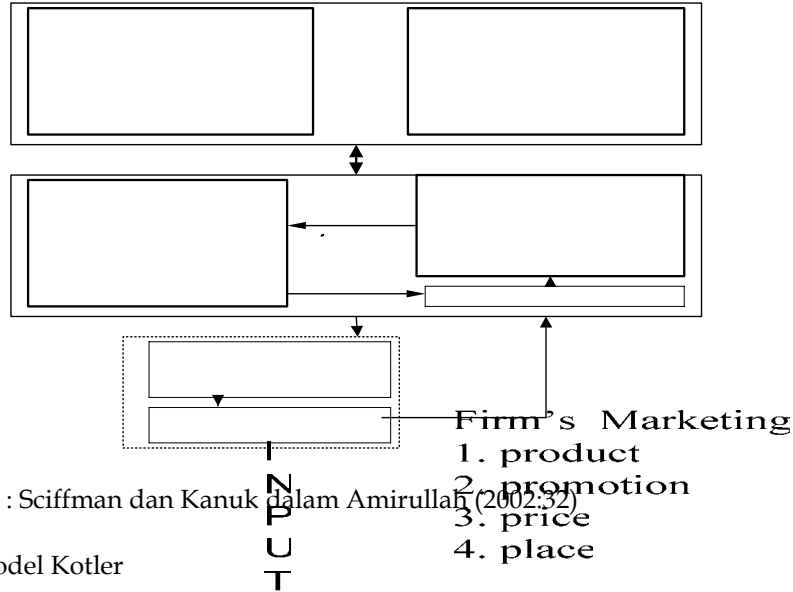 Firm's Marketing
1. product
2. promotion
3. price
4. place
I
N
P
U
T
: Sciffman dan Kanuk dalam Amirullah (2002:32)
odel Kotler